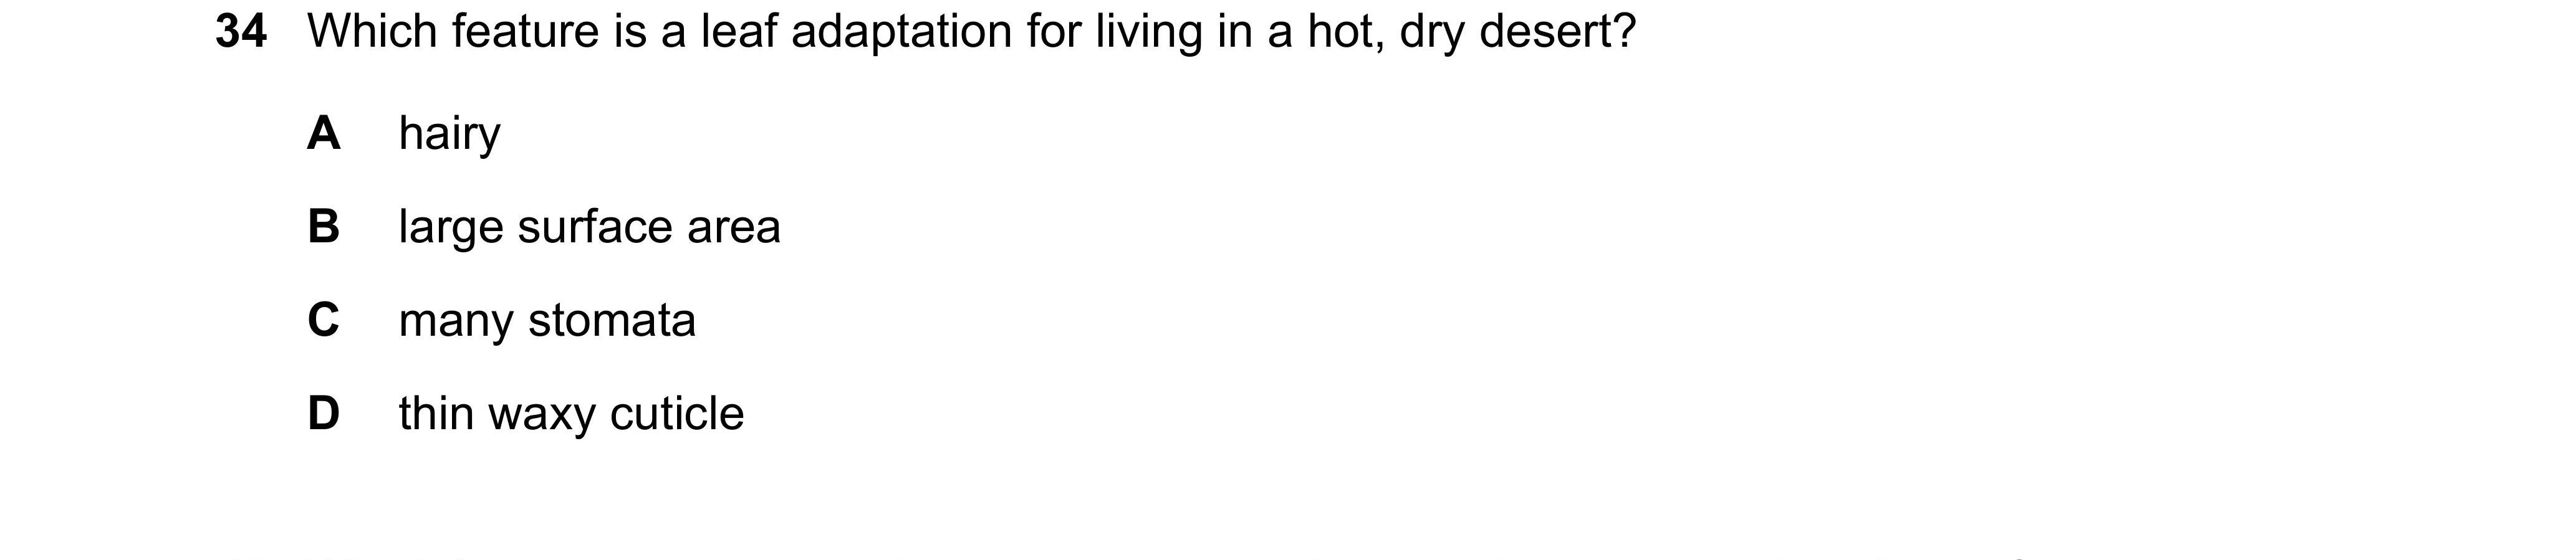 34 Which feature is a leaf adaptation for living in a hot, dry desert?
A hairy
B large surface area
C many stomata
D thin waxy cuticle